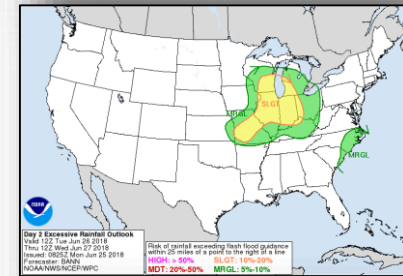 SLGT
MRGL
MRGL
NOAA
Day 2 Excessive Rainfall Outlook
Valid 12Z Tue Jun 26 2018
Thru 12Z Wed Jun 27 2018
Issued: 0825Z Mon Jun 25 2018
Forecaster: BANN
NOAA/NWS/NCEP/WPC
Risk of rainfall exceeding flash flood guidance
within 25 miles of a point to the right of a line
HIGH: > 50% SLGT: 10%-20%
MDT: 20%-50% MRGL: 5%-10%